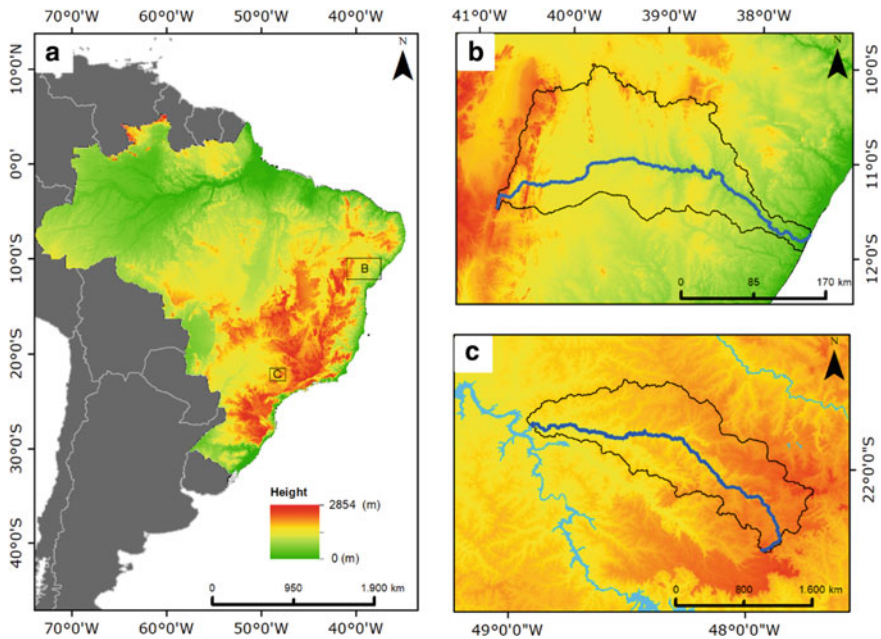 a
N
10°0'N
0°0'
10°0'S
20°0'S
30°0'S
40°0'S
70°0'W 60°0'W 50°0'W 40°0'W
B
C
Height
2854 (m)
0 (m)
0 950 1.900 km
70°0'W 60°0'W 50°0'W 40°0'W
41°0'W 40°0'W 39°0'W 38°0'W
b
N
10°0'S
11°0'S
12°0'S
0 85 170 km
c
N
22°0'0"S
0 800 1.600 km
49°0'0"W 48°0'0"W